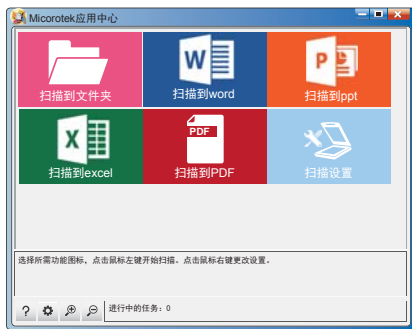 Micorotek应用中心
扫描到文件夹
扫描到word
扫描到ppt
扫描到excel
PDF
扫描到PDF
扫描设置
选择所需功能图标，点击鼠标左键开始扫描。点击鼠标右键更改设置。
进行中的任务：0